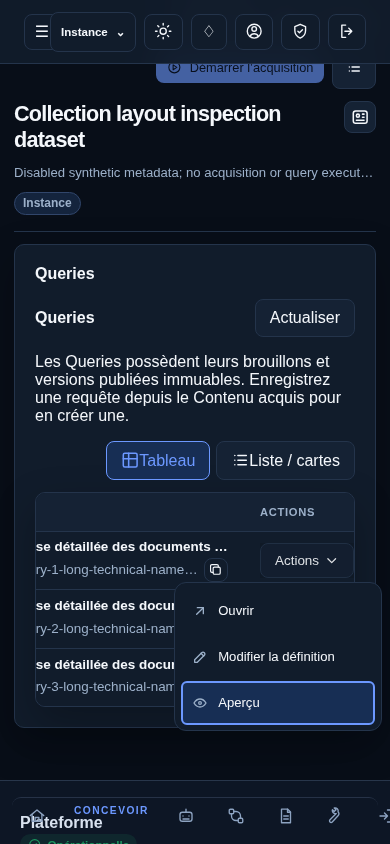 Instance
Démarrer l'acquisition
Collection layout inspection
dataset
Disabled synthetic metadata; no acquisition or query execut…
Instance
Queries
Queries
Actualiser
Les Queries possèdent leurs brouillons et
versions publiées immuables. Enregistrez
une requête depuis le Contenu acquis pour
en créer une.
Tableau
Liste / cartes
ACTIONS
se détaillée des documents …
ry-1-long-technical-name…
Actions
se détaillée des docur
ry-2-long-technical-nam
se détaillée des docur
ry-3-long-technical-nam
Ouvrir
Modifier la définition
Aperçu
CONCEVOIR
Plateforme
Opérationnelle